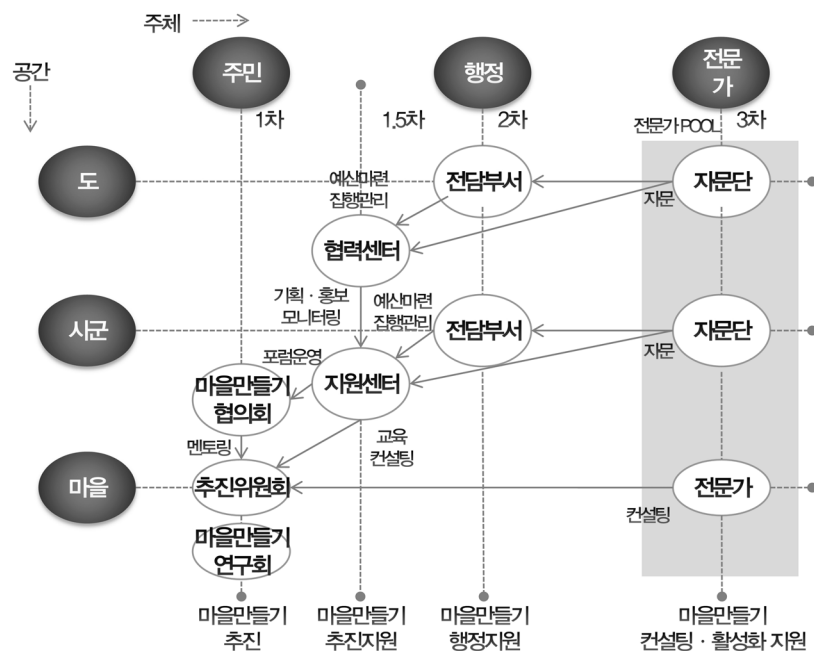 주체
공간
주민
행정
전문
가
1차
1.5차
2차
전문가 POOL
3차
도
예산마련
집행관리
전담부서
자문단
자문
협력센터
기획 · 홍보
모니터링
예산마련
집행관리
시군
전담부서
자문단
자문
포럼운영
지원센터
마을만들기
협의회
멘토링
교육
컨설팅
마을
추진위원회
전문가
컨설팅
마을만들기
연구회
마을만들기
추진
마을만들기
추진지원
마을만들기
행정지원
마을만들기
컨설팅 · 활성화 지원